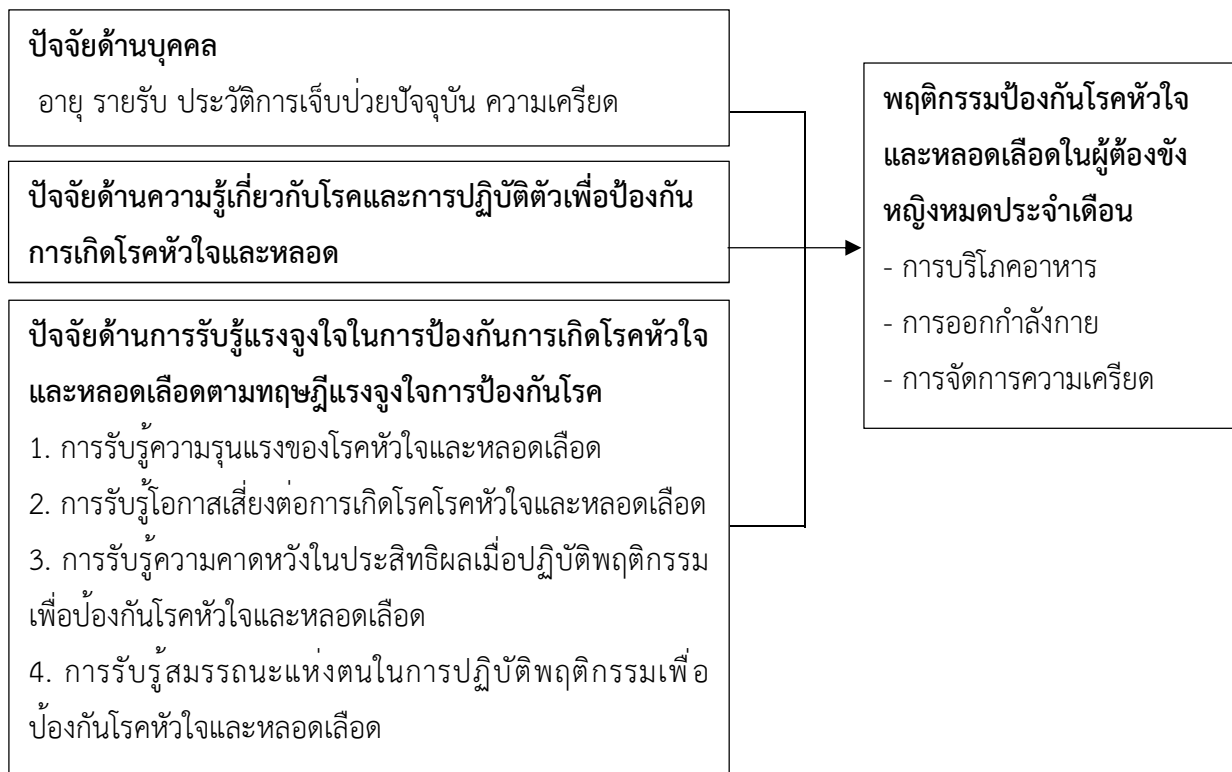 ปัจจัยด้านบุคคล
อายุ รายรับ ประวัติการเจ็บป่วยปัจจุบัน ความเครียด
ปัจจัยด้านความรู้เกี่ยวกับโรคและการปฏิบัติตัวเพื่อป้องกัน
การเกิดโรคหัวใจและหลอด
ปัจจัยด้านการรับรู้แรงจูงใจในการป้องกันการเกิดโรคหัวใจ
และหลอดเลือดตามทฤษฎีแรงจูงใจการป้องกันโรค
1. การรับรู้ความรุนแรงของโรคหัวใจและหลอดเลือด
2. การรับรู้โอกาสเสี่ยงต่อการเกิดโรคโรคหัวใจและหลอดเลือด
3. การรับรู้ความคาดหวังในประสิทธิผลเมื่อปฏิบัติพฤติกรรม
เพื่อป้องกันโรคหัวใจและหลอดเลือด
4. การรับรู้สมรรถนะแห่งตนในการปฏิบัติพฤติกรรมเพื่อ
ป้องกันโรคหัวใจและหลอดเลือด
พฤติกรรมป้องกันโรคหัวใจ
และหลอดเลือดในผู้ต้องขัง
หญิงหมดประจำเดือน
- การบริโภคอาหาร
- การออกกำลังกาย
- การจัดการความเครียด